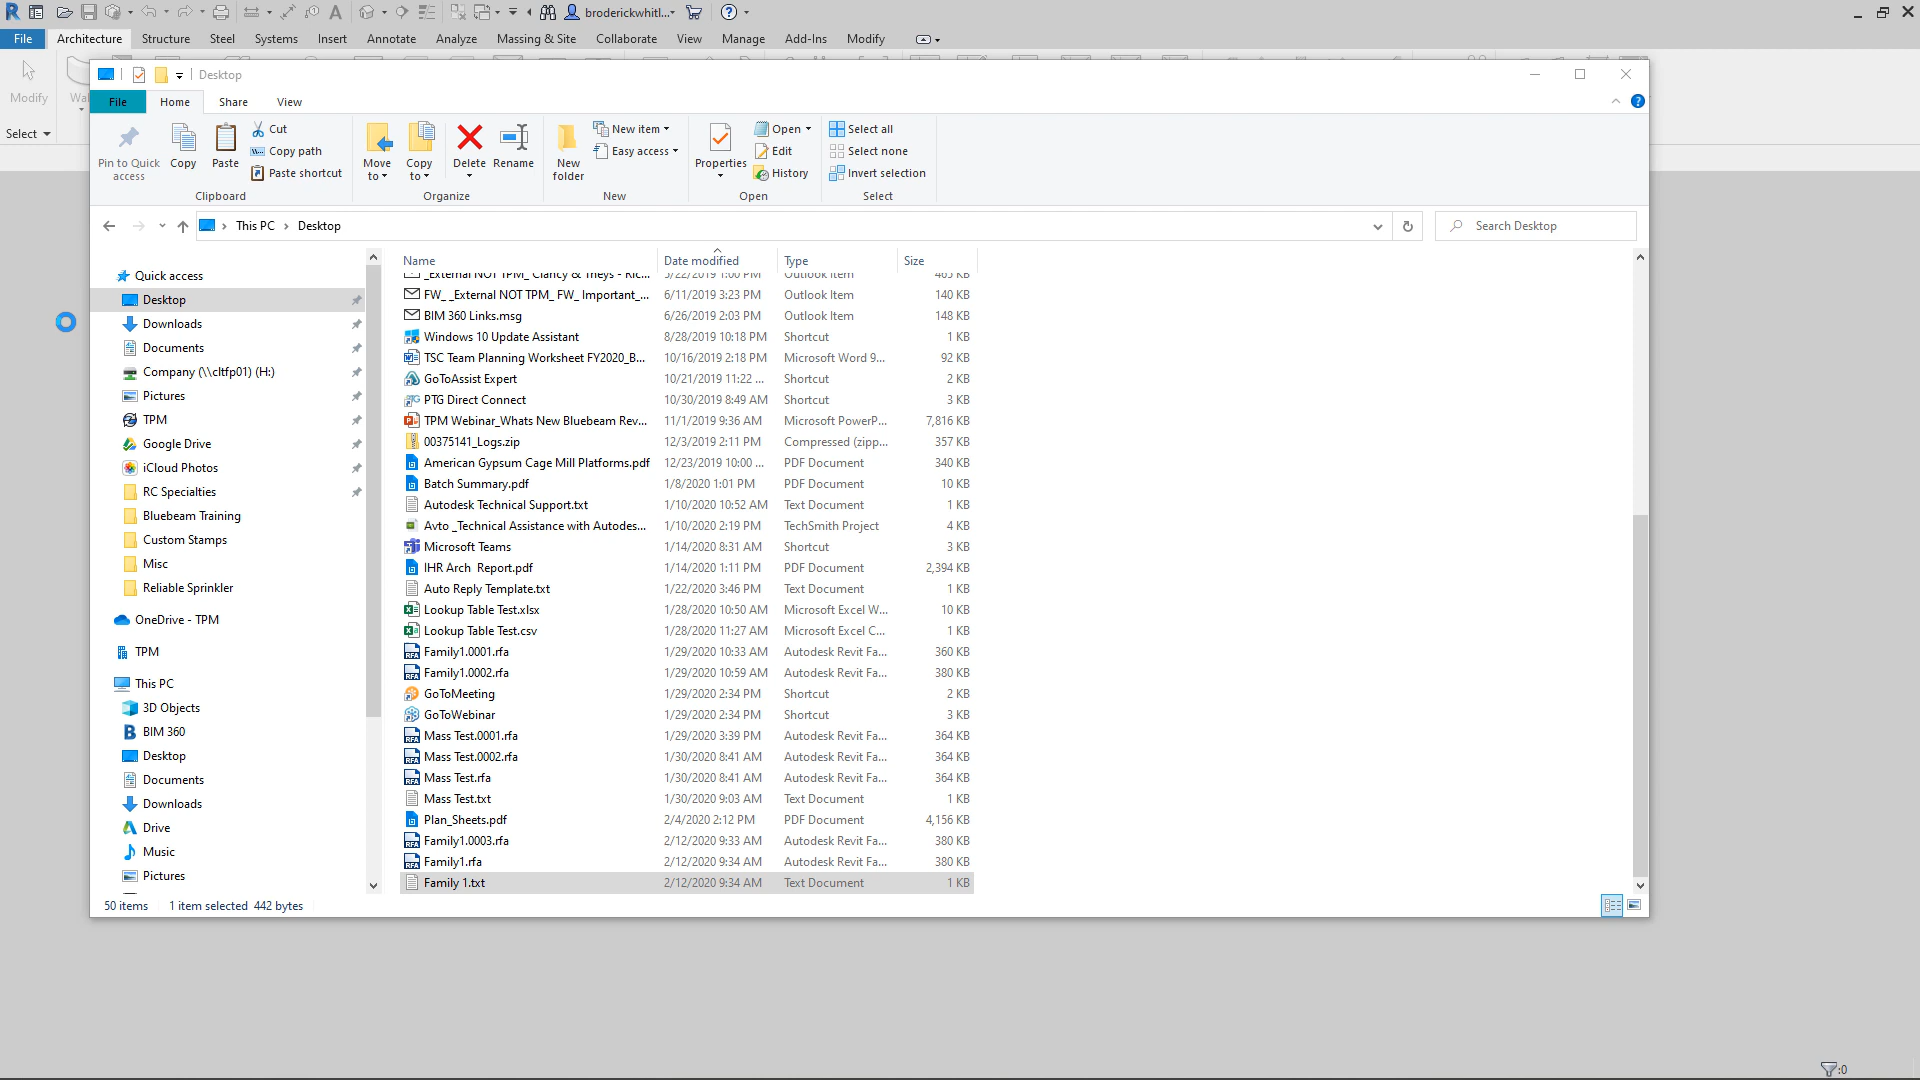 broderickwhitl...
File Architecture Structure Steel Systems Insert Annotate Analyze Massing & Site Collaborate View Manage Add-Ins Modify
Desktop
Modify
Select
File Home Share View
Pin to Quick access
Copy
Paste
Cut
Copy path
Paste shortcut
Clipboard
Move to
Copy to
Delete
Rename
Organize
New folder
New item
Easy access
New
Properties
Open
Edit
History
Open
Select all
Select none
Invert selection
Select
This PC Desktop
Search Desktop
Quick access
Desktop
Downloads
Documents
Company (\\cltfp01) (H:)
Pictures
TPM
Google Drive
iCloud Photos
RC Specialties
Bluebeam Training
Custom Stamps
Misc
Reliable Sprinkler
OneDrive - TPM
TPM
This PC
3D Objects
BIM 360
Desktop
Documents
Downloads
Drive
Music
Pictures
Name Date modified Type Size
_External NOT TPM_ Clancy & Theys - Ric... 5/22/2019 1:00 PM Outlook Item 465 KB
FW_ _External NOT TPM_ FW_ Important_... 6/11/2019 3:23 PM Outlook Item 140 KB
BIM 360 Links.msg 6/26/2019 2:03 PM Outlook Item 148 KB
Windows 10 Update Assistant 8/28/2019 10:18 PM Shortcut 1 KB
TSC Team Planning Worksheet FY2020_B... 10/16/2019 2:18 PM Microsoft Word 9... 92 KB
GoToAssist Expert 10/21/2019 11:22 ... Shortcut 2 KB
PTG Direct Connect 10/30/2019 8:49 AM Shortcut 3 KB
TPM Webinar_Whats New Bluebeam Rev... 11/1/2019 9:36 AM Microsoft PowerP... 7,816 KB
00375141_Logs.zip 12/3/2019 2:11 PM Compressed (zipp... 357 KB
American Gypsum Cage Mill Platforms.pdf 12/23/2019 10:00 ... PDF Document 340 KB
Batch Summary.pdf 1/8/2020 1:01 PM PDF Document 10 KB
Autodesk Technical Support.txt 1/10/2020 10:52 AM Text Document 1 KB
Avto _Technical Assistance with Autodes... 1/10/2020 2:19 PM TechSmith Project 4 KB
Microsoft Teams 1/14/2020 8:31 AM Shortcut 3 KB
IHR Arch Report.pdf 1/14/2020 1:11 PM PDF Document 2,394 KB
Auto Reply Template.txt 1/22/2020 3:46 PM Text Document 1 KB
Lookup Table Test.xlsx 1/28/2020 10:50 AM Microsoft Excel W... 10 KB
Lookup Table Test.csv 1/28/2020 11:27 AM Microsoft Excel C... 1 KB
Family1.0001.rfa 1/29/2020 10:33 AM Autodesk Revit Fa... 360 KB
Family1.0002.rfa 1/29/2020 10:59 AM Autodesk Revit Fa... 380 KB
GoToMeeting 1/29/2020 2:34 PM Shortcut 2 KB
GoToWebinar 1/29/2020 2:34 PM Shortcut 3 KB
Mass Test.0001.rfa 1/29/2020 3:39 PM Autodesk Revit Fa... 364 KB
Mass Test.0002.rfa 1/30/2020 8:41 AM Autodesk Revit Fa... 364 KB
Mass Test.rfa 1/30/2020 8:41 AM Autodesk Revit Fa... 364 KB
Mass Test.txt 1/30/2020 9:03 AM Text Document 1 KB
Plan_Sheets.pdf 2/4/2020 2:12 PM PDF Document 4,156 KB
Family1.0003.rfa 2/12/2020 9:33 AM Autodesk Revit Fa... 380 KB
Family1.rfa 2/12/2020 9:34 AM Autodesk Revit Fa... 380 KB
Family 1.txt 2/12/2020 9:34 AM Text Document 1 KB
50 items 1 item selected 442 bytes
:0